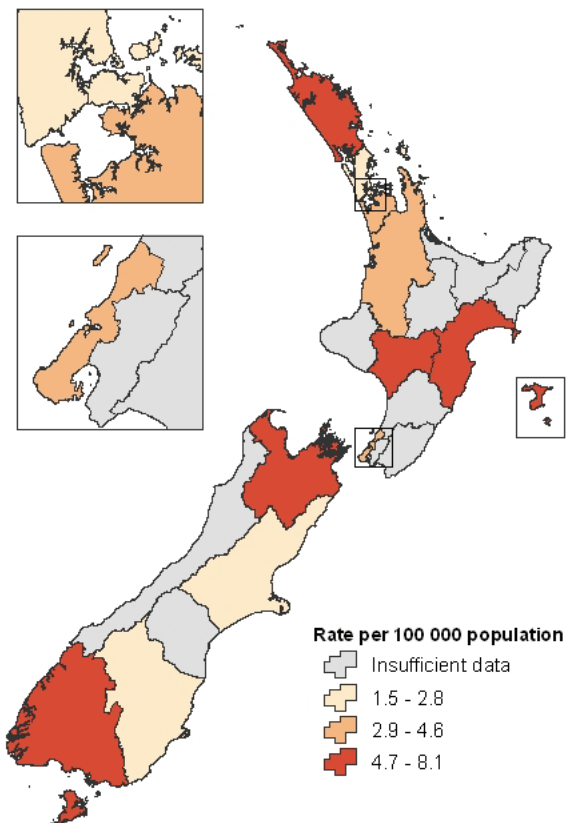 Rate per 100 000 population
Insufficient data
1.5 - 2.8
2.9 - 4.6
4.7 - 8.1